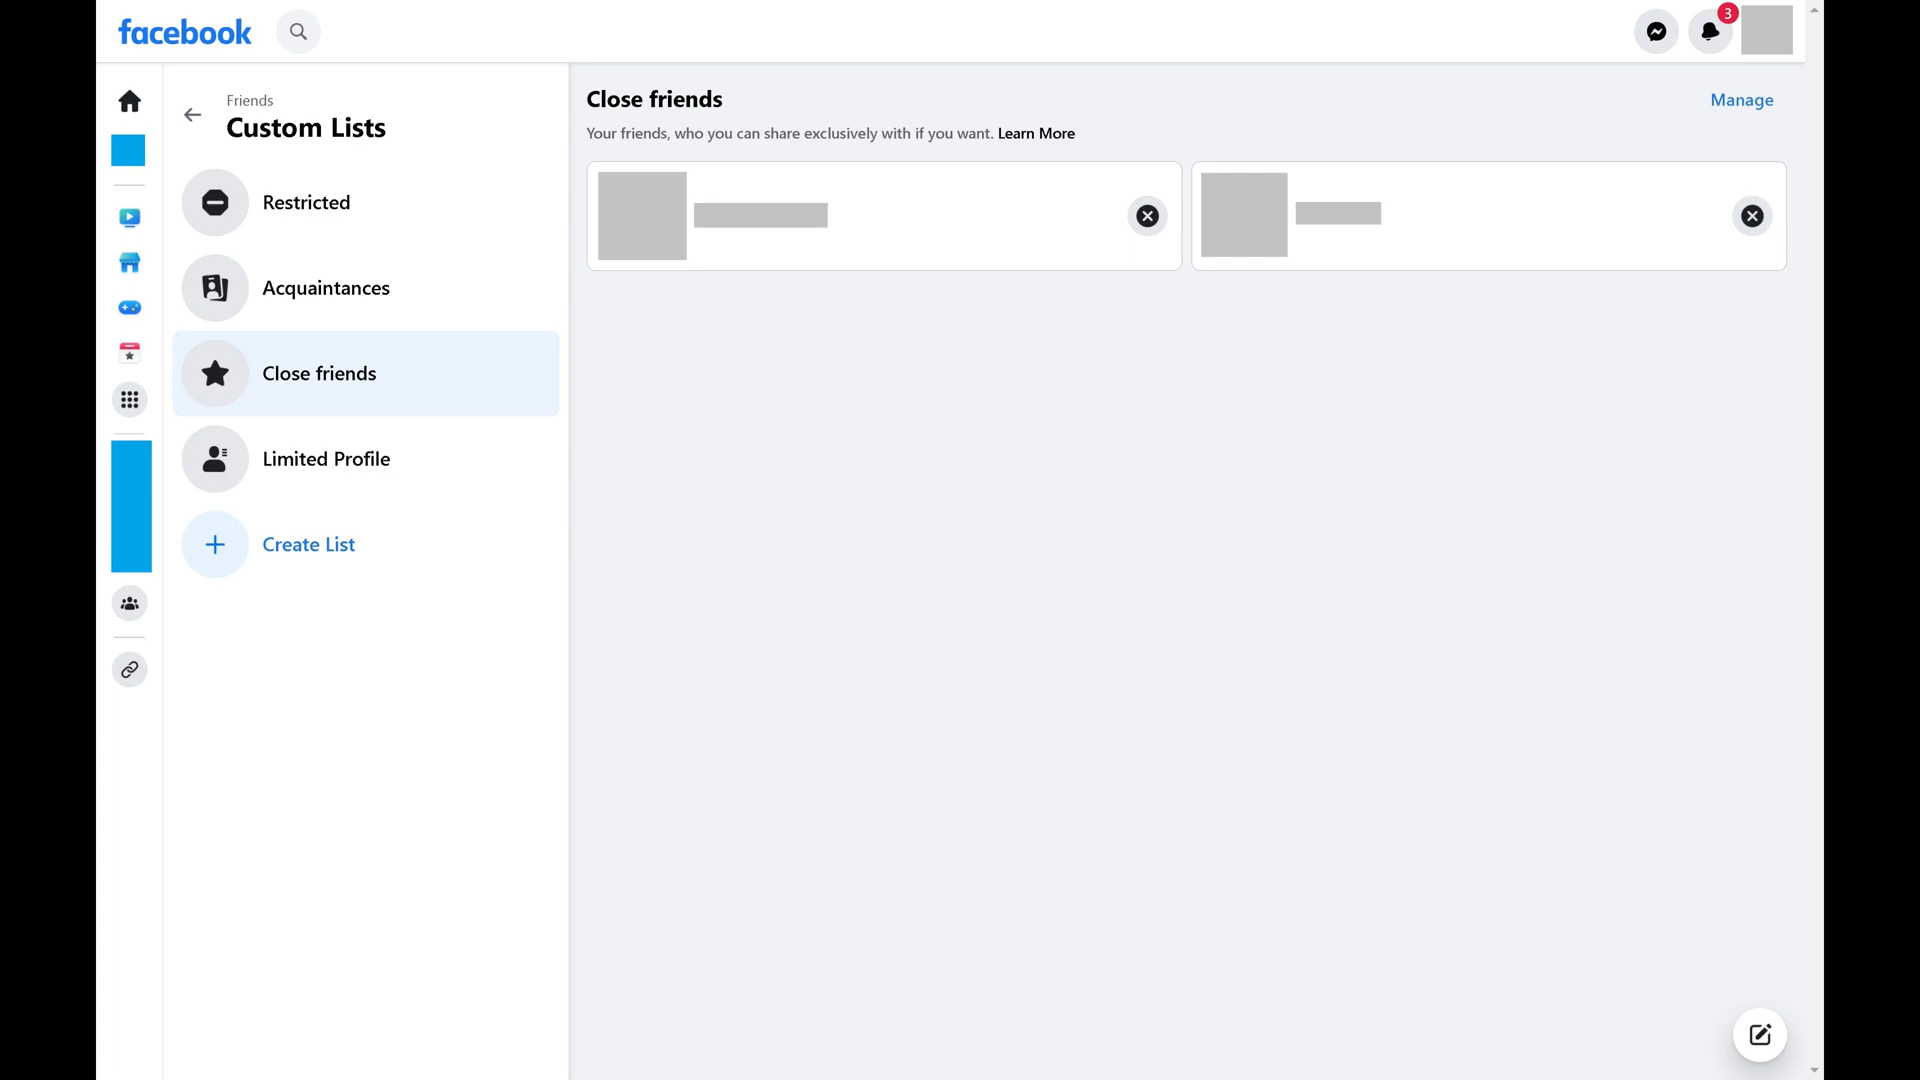 facebook
3
Friends
Custom Lists
Restricted
Acquaintances
Close friends
Limited Profile
Create List
Close friends
Manage
Your friends, who you can share exclusively with if you want. Learn More